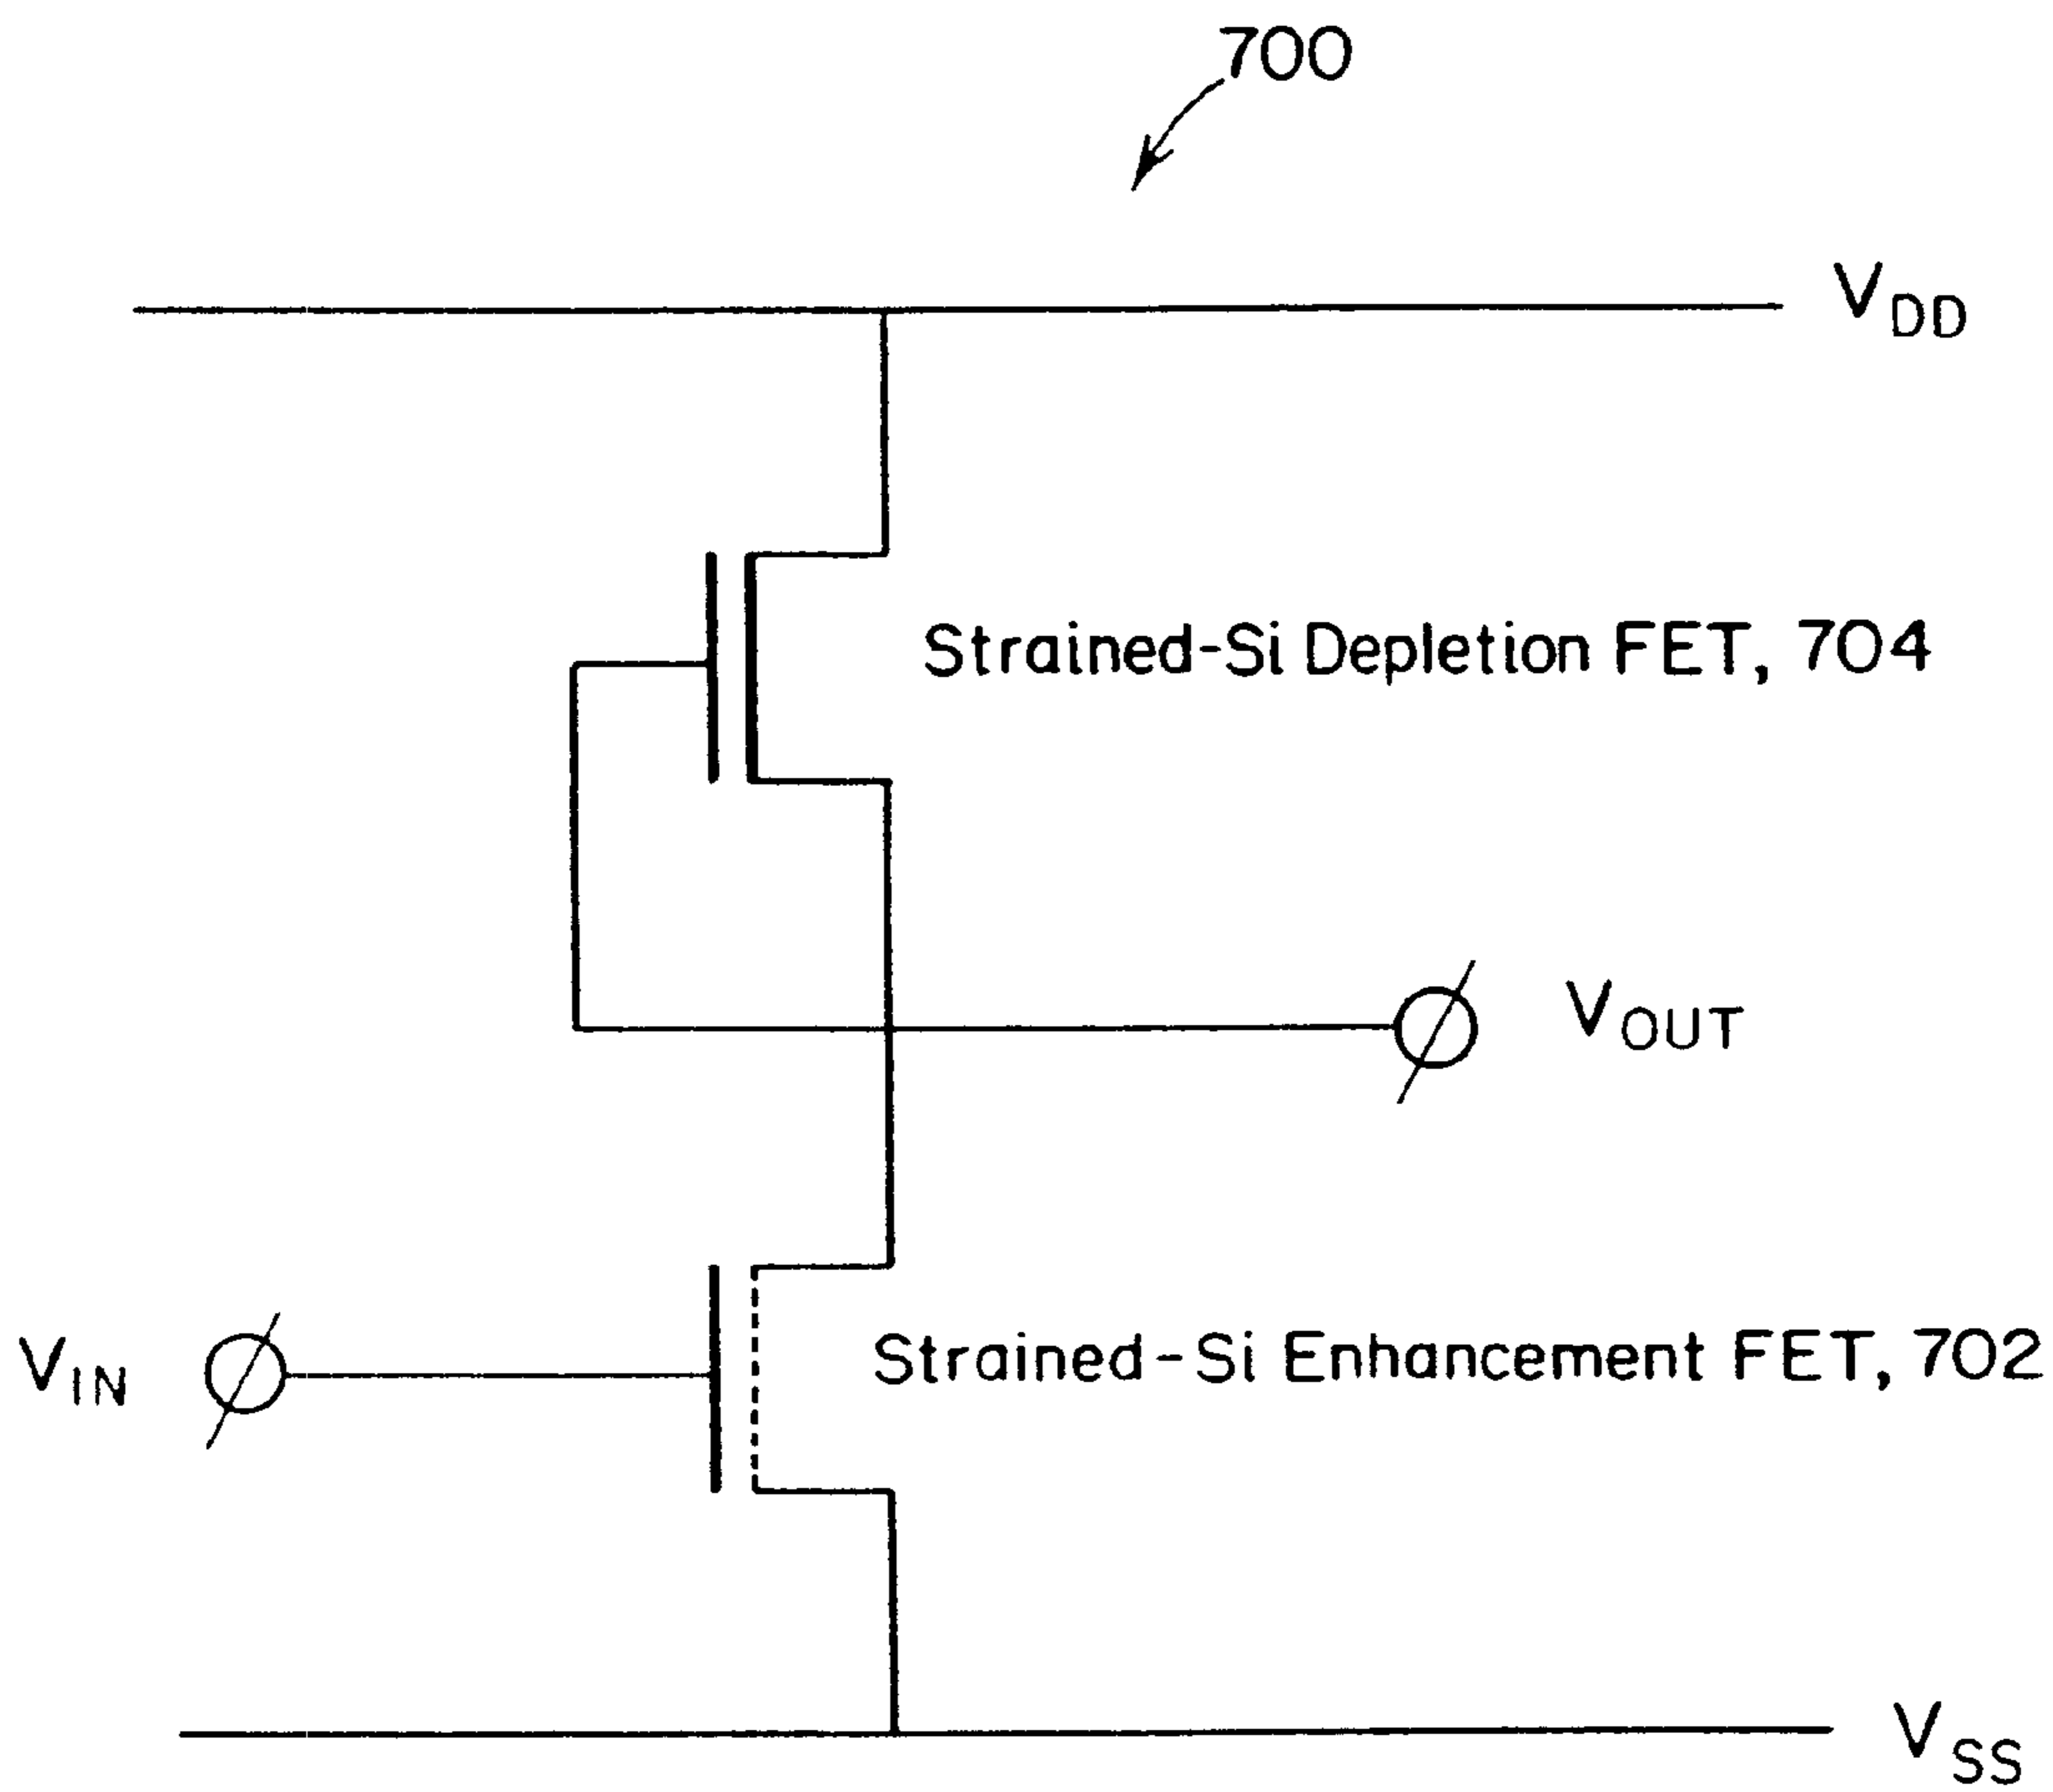 700
VDD
Strained-Si Depletion FET, 704
VOUT
VIN
Strained-Si Enhancement FET, 702
VSS